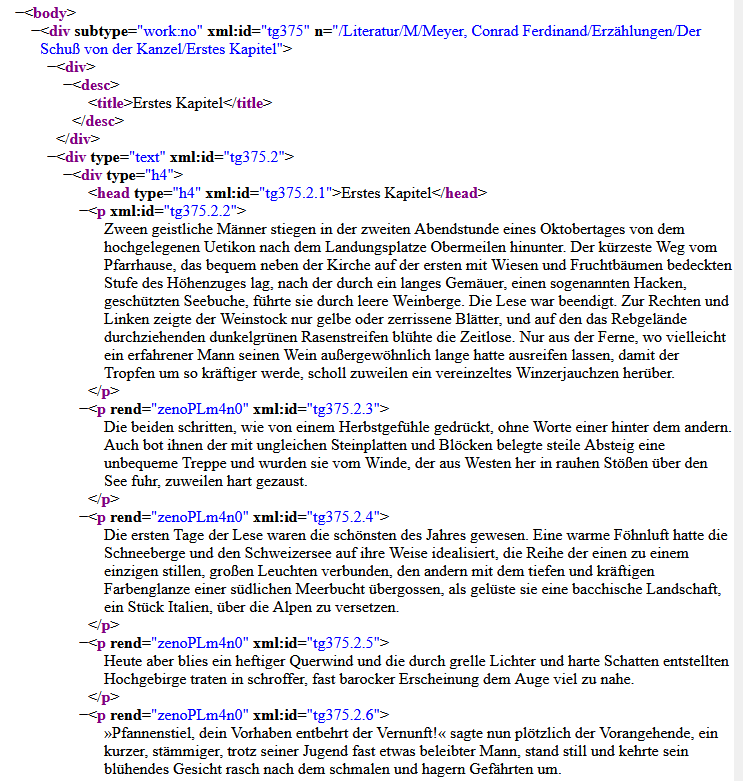 —<body>
—<div subtype="work:no" xml:id="tg375" n="/Literatur/M/Meyer, Conrad Ferdinand/Erzählungen/Der
Schuß von der Kanzel/Erstes Kapitel">
—<div>
—<desc>
<title>Erstes Kapitel</title>
</desc>
</div>
—<div type="text" xml:id="tg375.2">
—<div type="h4">
<head type="h4" xml:id="tg375.2.1">Erstes Kapitel</head>
—<p xml:id="tg375.2.2">
Zween geistliche Männer stiegen in der zweiten Abendstunde eines Oktobertages von dem
hochgelegenen Uetikon nach dem Landungsplatze Obermeilen hinunter. Der kürzeste Weg vom
Pfarrhause, das bequem neben der Kirche auf der ersten mit Wiesen und Fruchtbäumen bedeckten
Stufe des Höhenzuges lag, nach der durch ein langes Gemäuer, einen sogenannten Hacken,
geschützten Seebuche, führte sie durch leere Weinberge. Die Lese war beendigt. Zur Rechten und
Linken zeigte der Weinstock nur gelbe oder zerrissene Blätter, und auf den das Rebgelände
durchziehenden dunkelgrünen Rasenstreifen blühte die Zeitlose. Nur aus der Ferne, wo vielleicht
ein erfahrener Mann seinen Wein außergewöhnlich lange hatte ausreifen lassen, damit der
Tropfen um so kräftiger werde, scholl zuweilen ein vereinzeltes Winzerjauchzen herüber.
</p>
—<p rend="zenoPLm4n0" xml:id="tg375.2.3">
Die beiden schritten, wie von einem Herbstgefühle gedrückt, ohne Worte einer hinter dem andern.
Auch bot ihnen der mit ungleichen Steinplatten und Blöcken belegte steile Absteig eine
unbequeme Treppe und wurden sie vom Winde, der aus Westen her in rauhen Stößen über den
See fuhr, zuweilen hart gezaust.
</p>
—<p rend="zenoPLm4n0" xml:id="tg375.2.4">
Die ersten Tage der Lese waren die schönsten des Jahres gewesen. Eine warme Föhnluft hatte die
Schneeberge und den Schweizersee auf ihre Weise idealisiert, die Reihe der einen zu einem
einzigen stillen, großen Leuchten verbunden, den andern mit dem tiefen und kräftigen
Farbenglanze einer südlichen Meerbucht übergossen, als gelüste sie eine bacchische Landschaft,
ein Stück Italien, über die Alpen zu versetzen.
</p>
—<p rend="zenoPLm4n0" xml:id="tg375.2.5">
Heute aber blies ein heftiger Querwind und die durch grelle Lichter und harte Schatten entstellten
Hochgebirge traten in schroffer, fast barocker Erscheinung dem Auge viel zu nahe.
</p>
—<p rend="zenoPLm4n0" xml:id="tg375.2.6">
»Pfannenstiel, dein Vorhaben entbehrt der Vernunft!« sagte nun plötzlich der Vorangehende, ein
kurzer, stämmiger, trotz seiner Jugend fast etwas beleibter Mann, stand still und kehrte sein
blühendes Gesicht rasch nach dem schmalen und hagern Gefährten um.